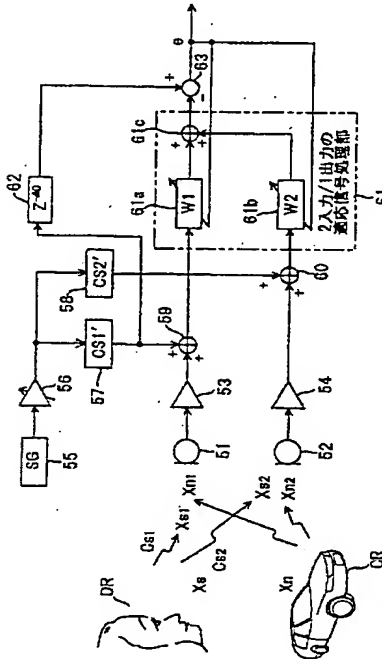 DR
Xs
Cs1
Xs1
Xn1
Cs2
Xs2
Xn2
Xn
CR
SG
55
56
CS1'
57
CS2'
58
51
52
53
54
59
60
W1
61a
W2
61b
61c
2入力/1出力の
適応信号処理部
61
62
63
e
+
+
+
+
+
+
+
-